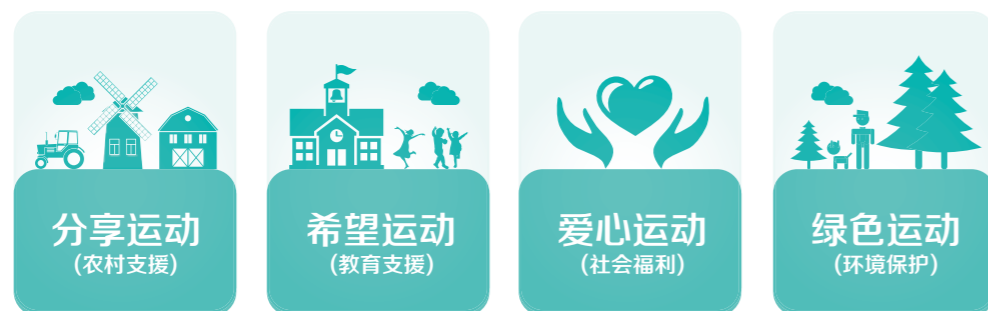 分享运动
(农村支援)
希望运动
(教育支援)
爱心运动
(社会福利)
绿色运动
(环境保护)